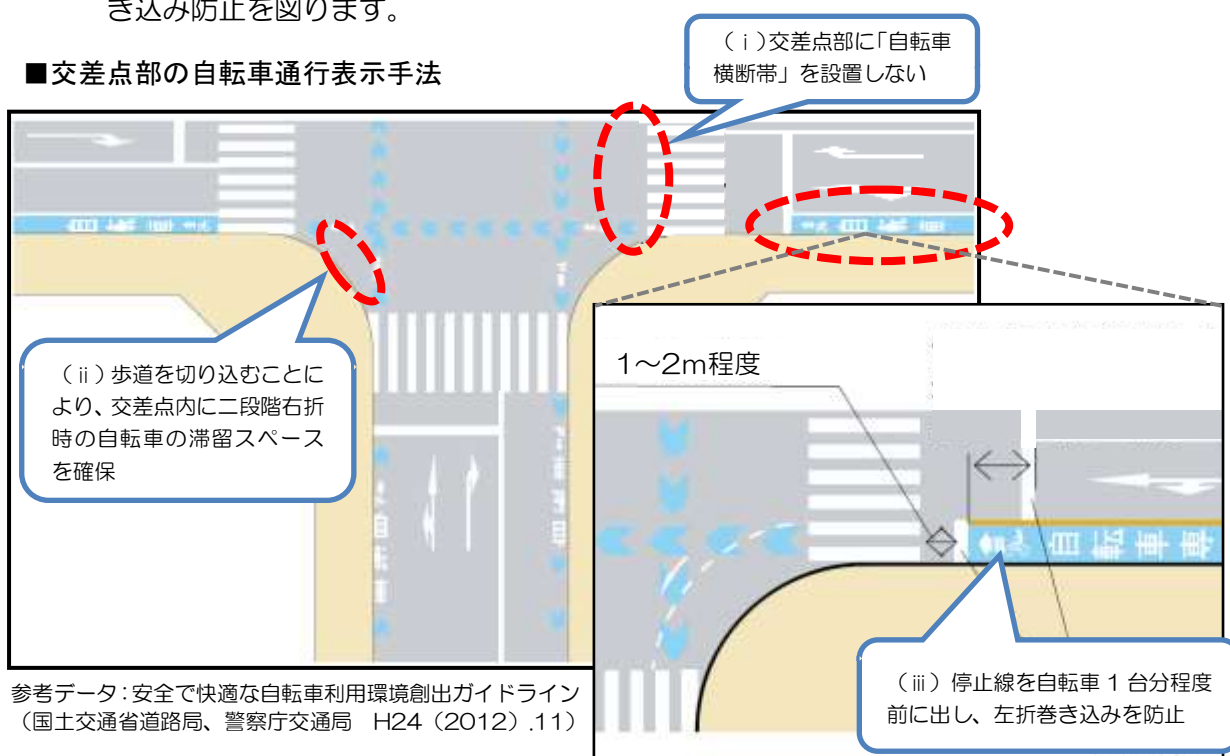 き込み防止を図ります。
■交差点部の自転車通行表示手法
（ⅰ）交差点部に「自転車
横断帯」を設置しない
（ⅱ）歩道を切り込むことに
より、交差点内に二段階右折
時の自転車の滞留スペース
を確保
1～2m程度
自転車専
（ⅲ）停止線を自転車 1 台分程度
前に出し、左折巻き込みを防止
参考データ：安全で快適な自転車利用環境創出ガイドライン
（国土交通省道路局、警察庁交通局　H24（2012）.11）